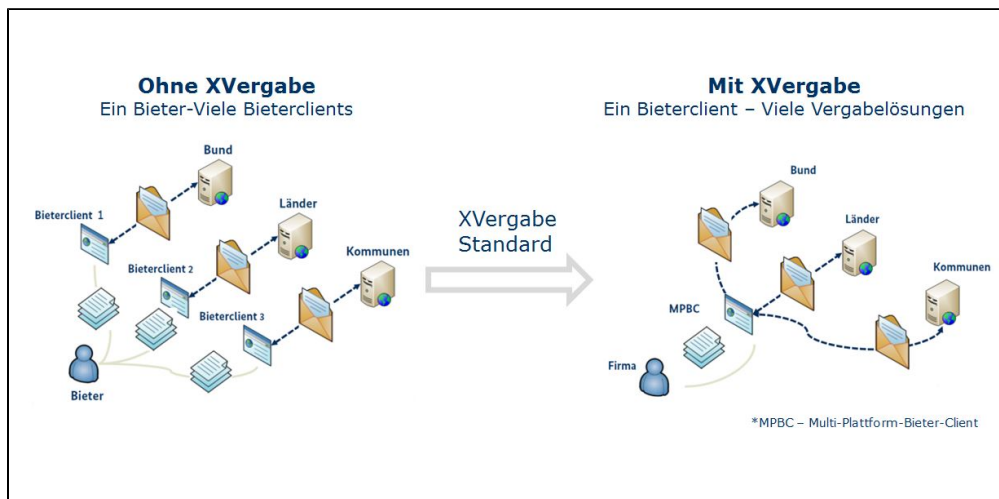 Ohne XVergabe
Ein Bieter-Viele Bieterclients
Bund
Bieterclient 1
Länder
Bieterclient 2
Kommunen
Bieterclient 3
Bieter
XVergabe
Standard
Mit XVergabe
Ein Bieterclient – Viele Vergabelösungen
Bund
Länder
Kommunen
MPBC
Firma
*MPBC – Multi-Plattform-Bieter-Client